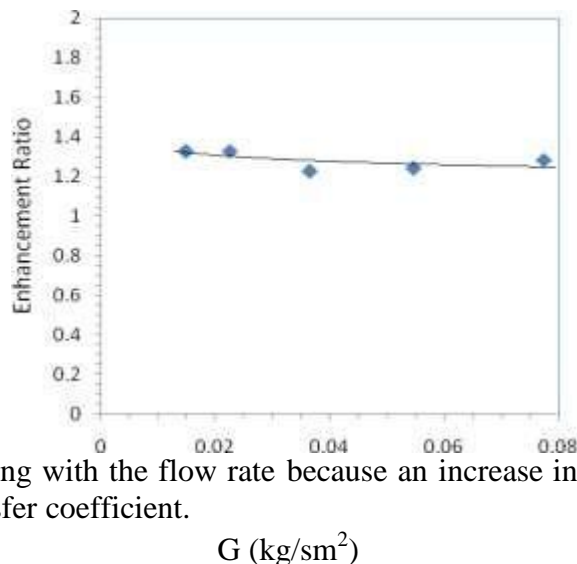 2
1.8
1.6
1.4
1.2
1
0.8
0.6
0.4
0.2
0
Enhancement Ratio
0 0.02 0.04 0.06 0.08
ng with the flow rate because an increase in
sfer coefficient.
G (kg/sm²)